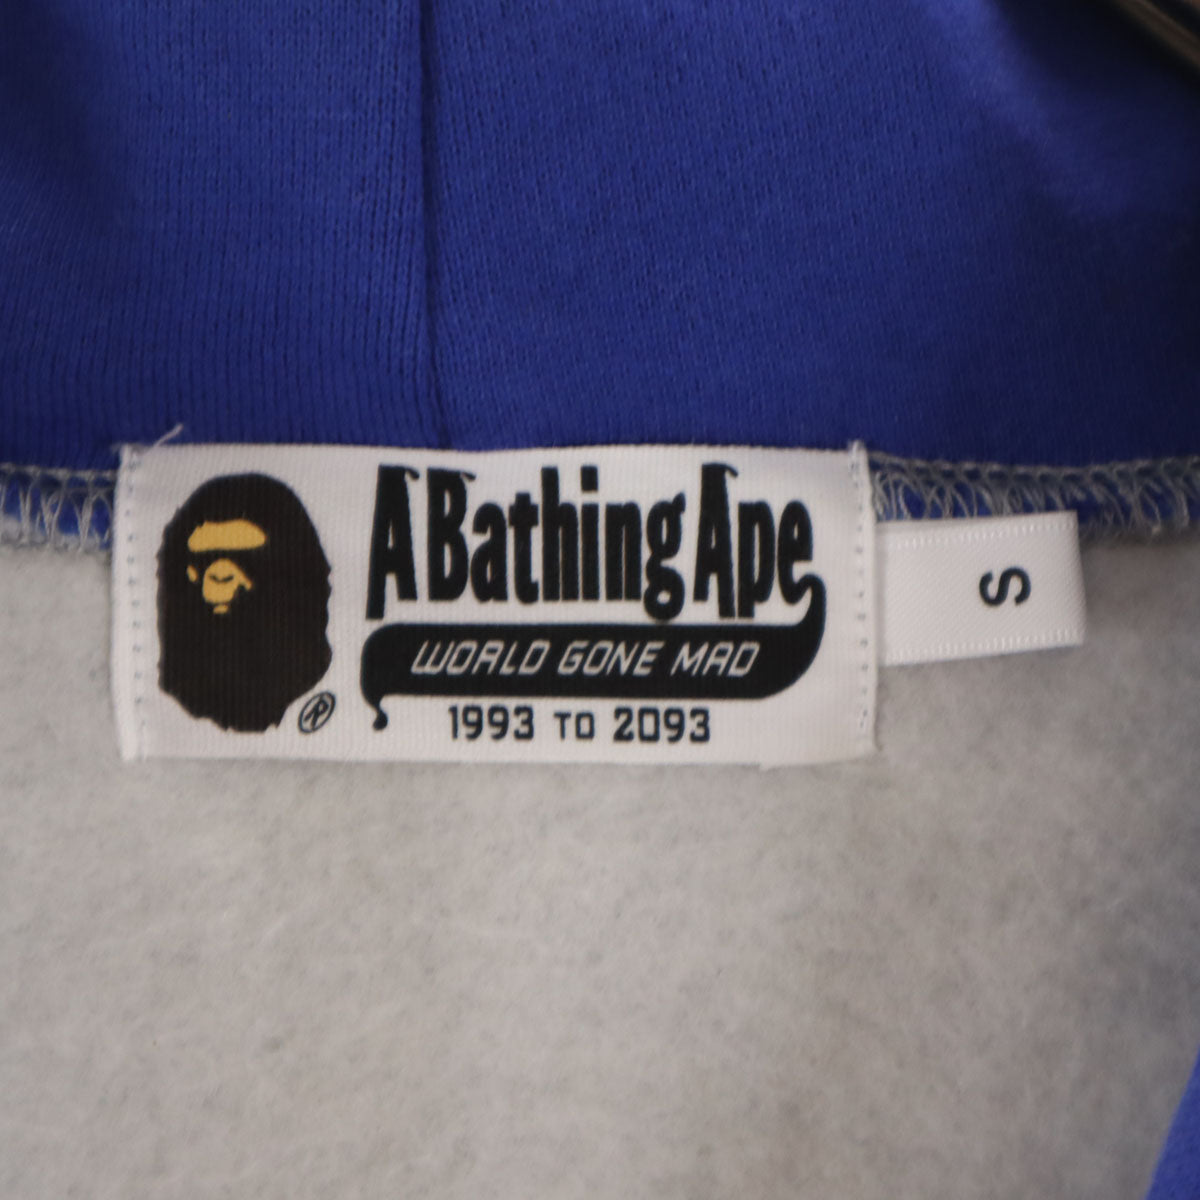 A Bathing Ape
WORLD GONE MAD
1993 TO 2093
®
S